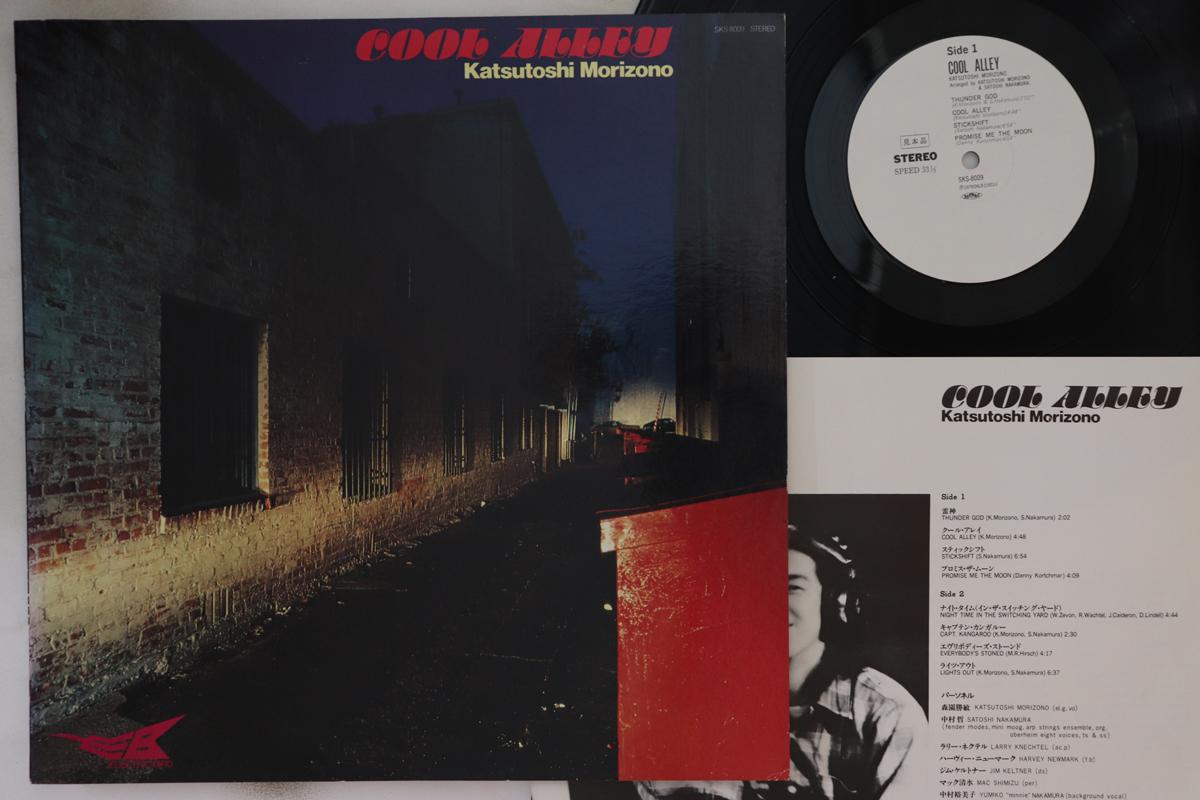 COOL ALLEY
Katsutoshi Morizono
SKS 8009 STEREO
Side 1
COOL ALLEY
KATSUTOSHI MORIZONO
Arranged by KATSUTOSHI MORIZONO
& SATOSHI NAKAMURA
THUNDER GOD
COOL ALLEY
STICKSHIFT
PROMISE ME THE MOON
(Danny Kortchmar)
見本品
STEREO
SPEED 33⅓
SKS-8009
COOL ALLEY
Katsutoshi Morizono
Side 1
雷神
THUNDER GOD (K.Morizono, S.Nakamura) 2:02
クール・アレイ
COOL ALLEY (K.Morizono) 4:48
スティックシフト
STICKSHIFT (S.Nakamura) 6:54
プロミス・ザ・ムーン
PROMISE ME THE MOON (Danny Kortchmar) 4:09
Side 2
ナイト・タイム(イン・ザ・スイッチング・ヤード)
NIGHT TIME IN THE SWITCHING YARD (W.Zevon, R.Wachtel, J.Calderon, D.Lindell) 4:44
キャプテン・カンガルー
CAPT. KANGAROO (K.Morizono, S.Nakamura) 2:30
エヴリボディーズ・ストーンド
EVERYBODY'S STONED (M.R.Hirsch) 4:17
ライツ・アウト
LIGHTS OUT (K.Morizono, S.Nakamura) 6:37
パーソネル
森園勝敏 KATSUTOSHI MORIZONO (el.g, vo)
中村 哲 SATOSHI NAKAMURA
(fender rhodes, mini moog, arp strings ensemble, org,
oberheim eight voices, ts & ss)
ラリー・ネクテル LARRY KNECHTEL (ac.p)
ハーヴィー・ニューマーク HARVEY NEWMARK (f.b)
ジム・ケルトナー JIM KELTNER (ds)
マック清水 MAC SHIMIZU (per)
中村裕美子 YUMIKO "minnie" NAKAMURA (background vocal)